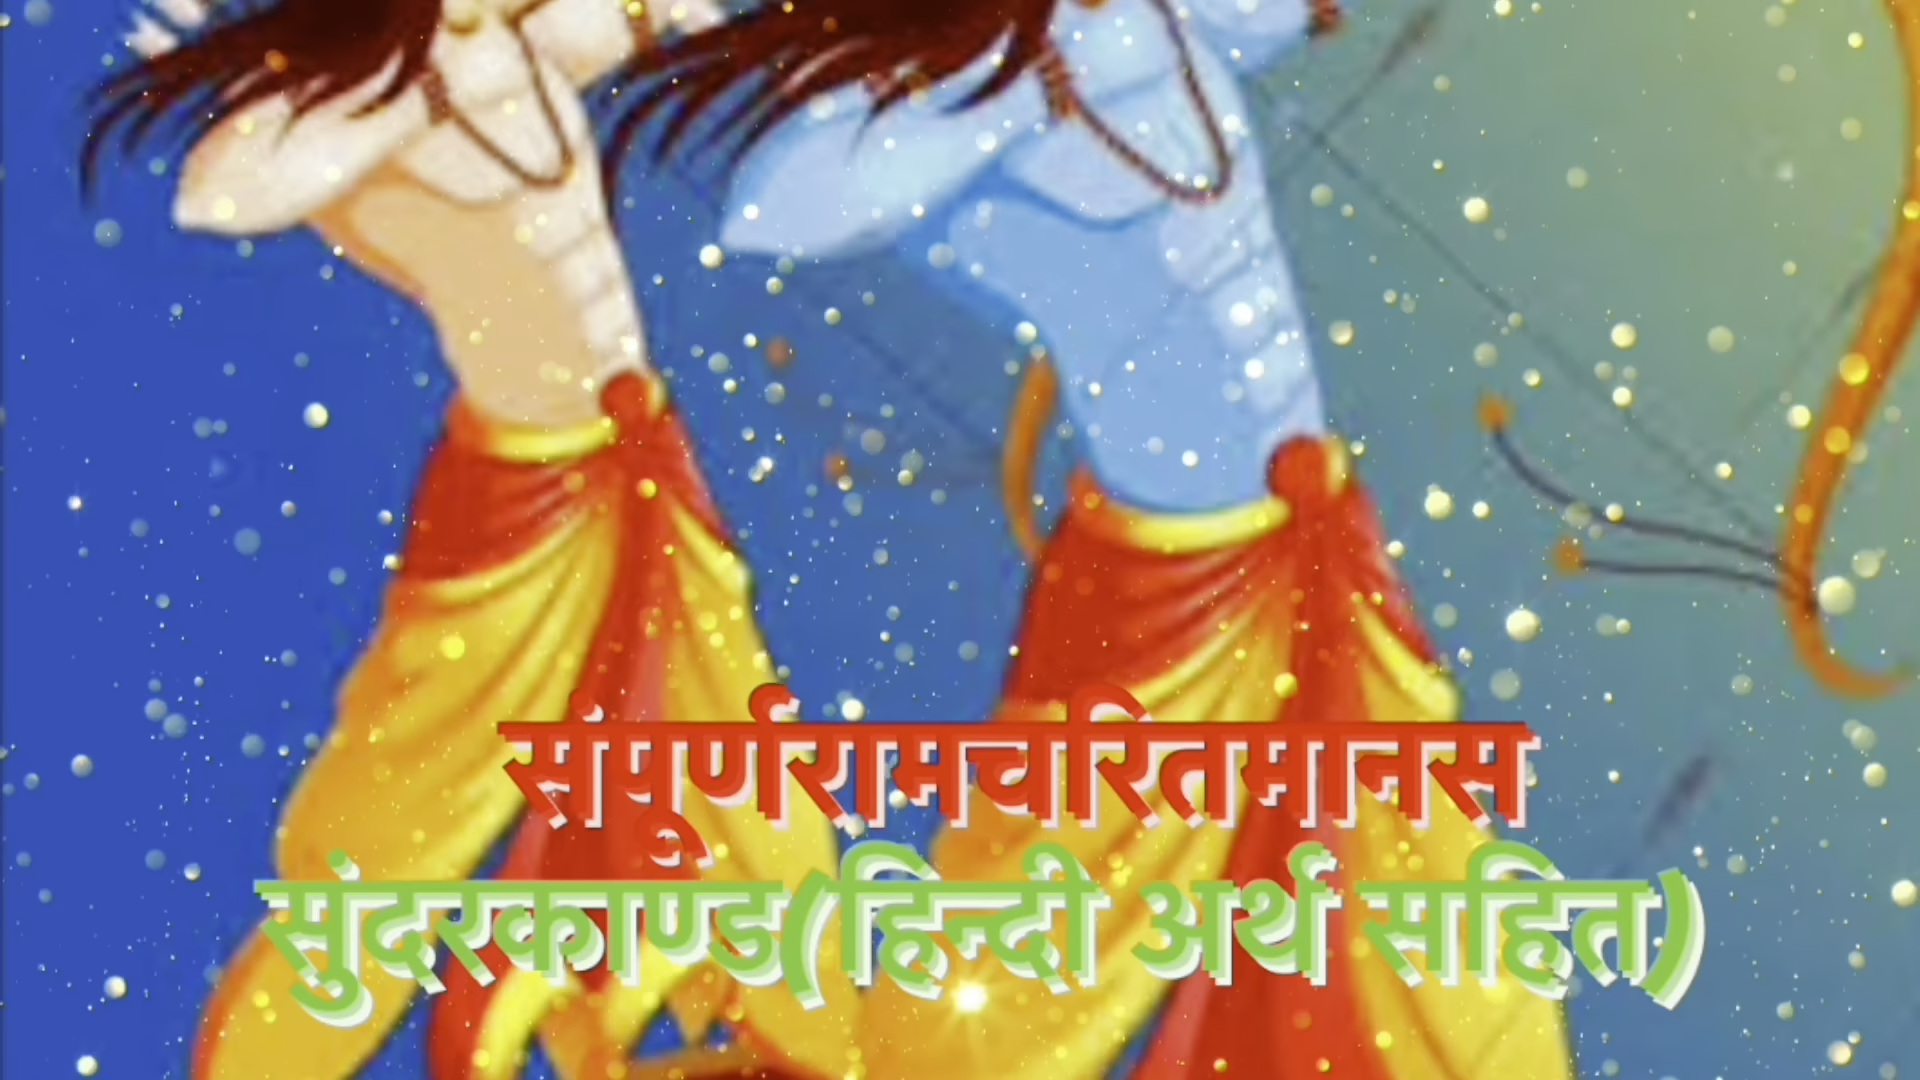 संपूर्णरामचरितमानस
सुंदरकाण्ड(हिन्दी अर्थ सहित)